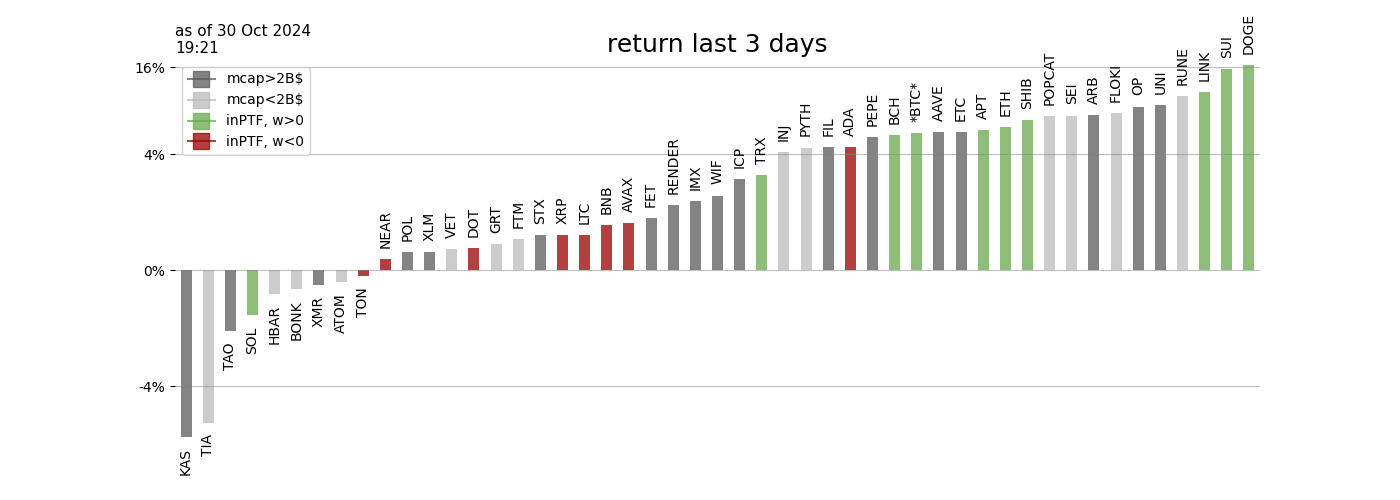 as of 30 Oct 2024
19:21
return last 3 days
16%
4%
0%
-4%
mcap>2B$
mcap<2B$
inPTF, w>0
inPTF, w<0
KAS
TIA
TAO
SOL
HBAR
BONK
XMR
ATOM
TON
NEAR
POL
XLM
VET
DOT
GRT
FTM
STX
XRP
LTC
BNB
AVAX
FET
RENDER
IMX
WIF
ICP
TRX
INJ
PYTH
FIL
ADA
PEPE
BCH
*BTC*
AAVE
ETC
APT
ETH
SHIB
POPCAT
SEI
ARB
FLOKI
OP
UNI
RUNE
LINK
SUI
DOGE